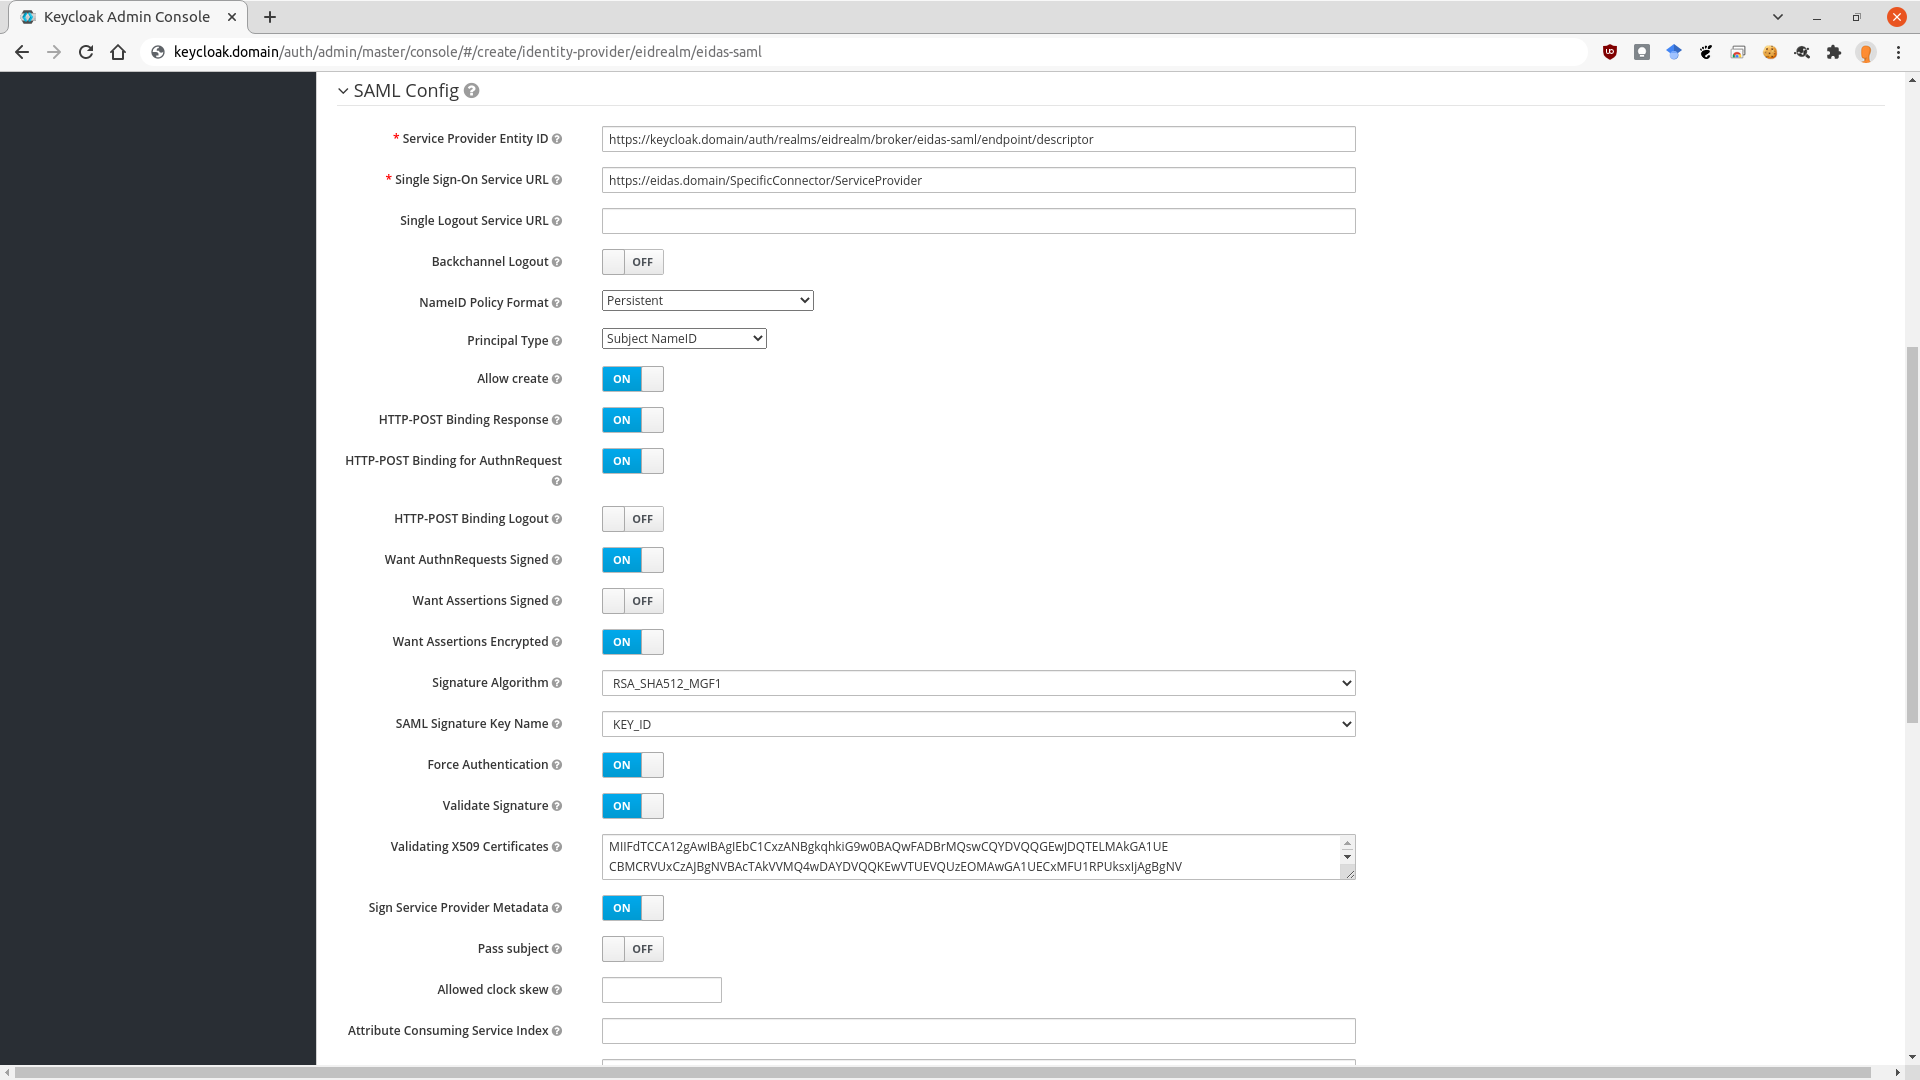 Keycloak Admin Console
keycloak.domain/auth/admin/master/console/#/create/identity-provider/eidrealm/eidas-saml
SAML Config
* Service Provider Entity ID
https://keycloak.domain/auth/realms/eidrealm/broker/eidas-saml/endpoint/descriptor
* Single Sign-On Service URL
https://eidas.domain/SpecificConnector/ServiceProvider
Single Logout Service URL
Backchannel Logout
OFF
NameID Policy Format
Persistent
Principal Type
Subject NameID
Allow create
ON
HTTP-POST Binding Response
ON
HTTP-POST Binding for AuthnRequest
ON
HTTP-POST Binding Logout
OFF
Want AuthnRequests Signed
ON
Want Assertions Signed
OFF
Want Assertions Encrypted
ON
Signature Algorithm
RSA_SHA512_MGF1
SAML Signature Key Name
KEY_ID
Force Authentication
ON
Validate Signature
ON
Validating X509 Certificates
MIIFdTCCA12gAwIBAgIEbC1CxzANBgkqhkiG9w0BAQwFADBrMQswCQYDVQQGEwJDQTELMAkGA1UE
CBMCRVUxCzAJBgNVBAcTAkVVMQ4wDAYDVQQKEwVTUEVQUzEOMAwGA1UECxMFU1RPUksxIjAgBgNV
Sign Service Provider Metadata
ON
Pass subject
OFF
Allowed clock skew
Attribute Consuming Service Index